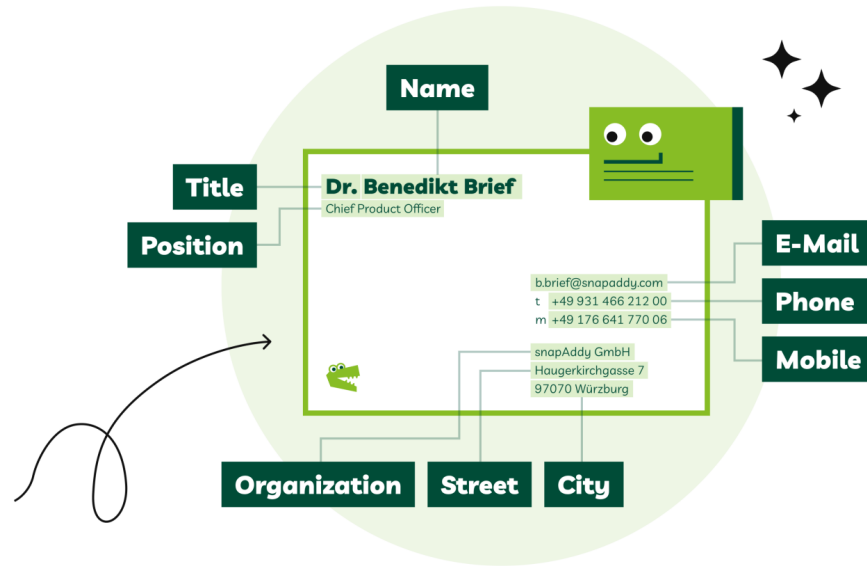 Name
Title
Dr. Benedikt Brief
Position
Chief Product Officer
E-Mail
b.brief@snapaddy.com
Phone
t +49 931 466 212 00
Mobile
m +49 176 641 770 06
snapAddy GmbH
Haugerkirchgasse 7
97070 Würzburg
Organization
Street
City